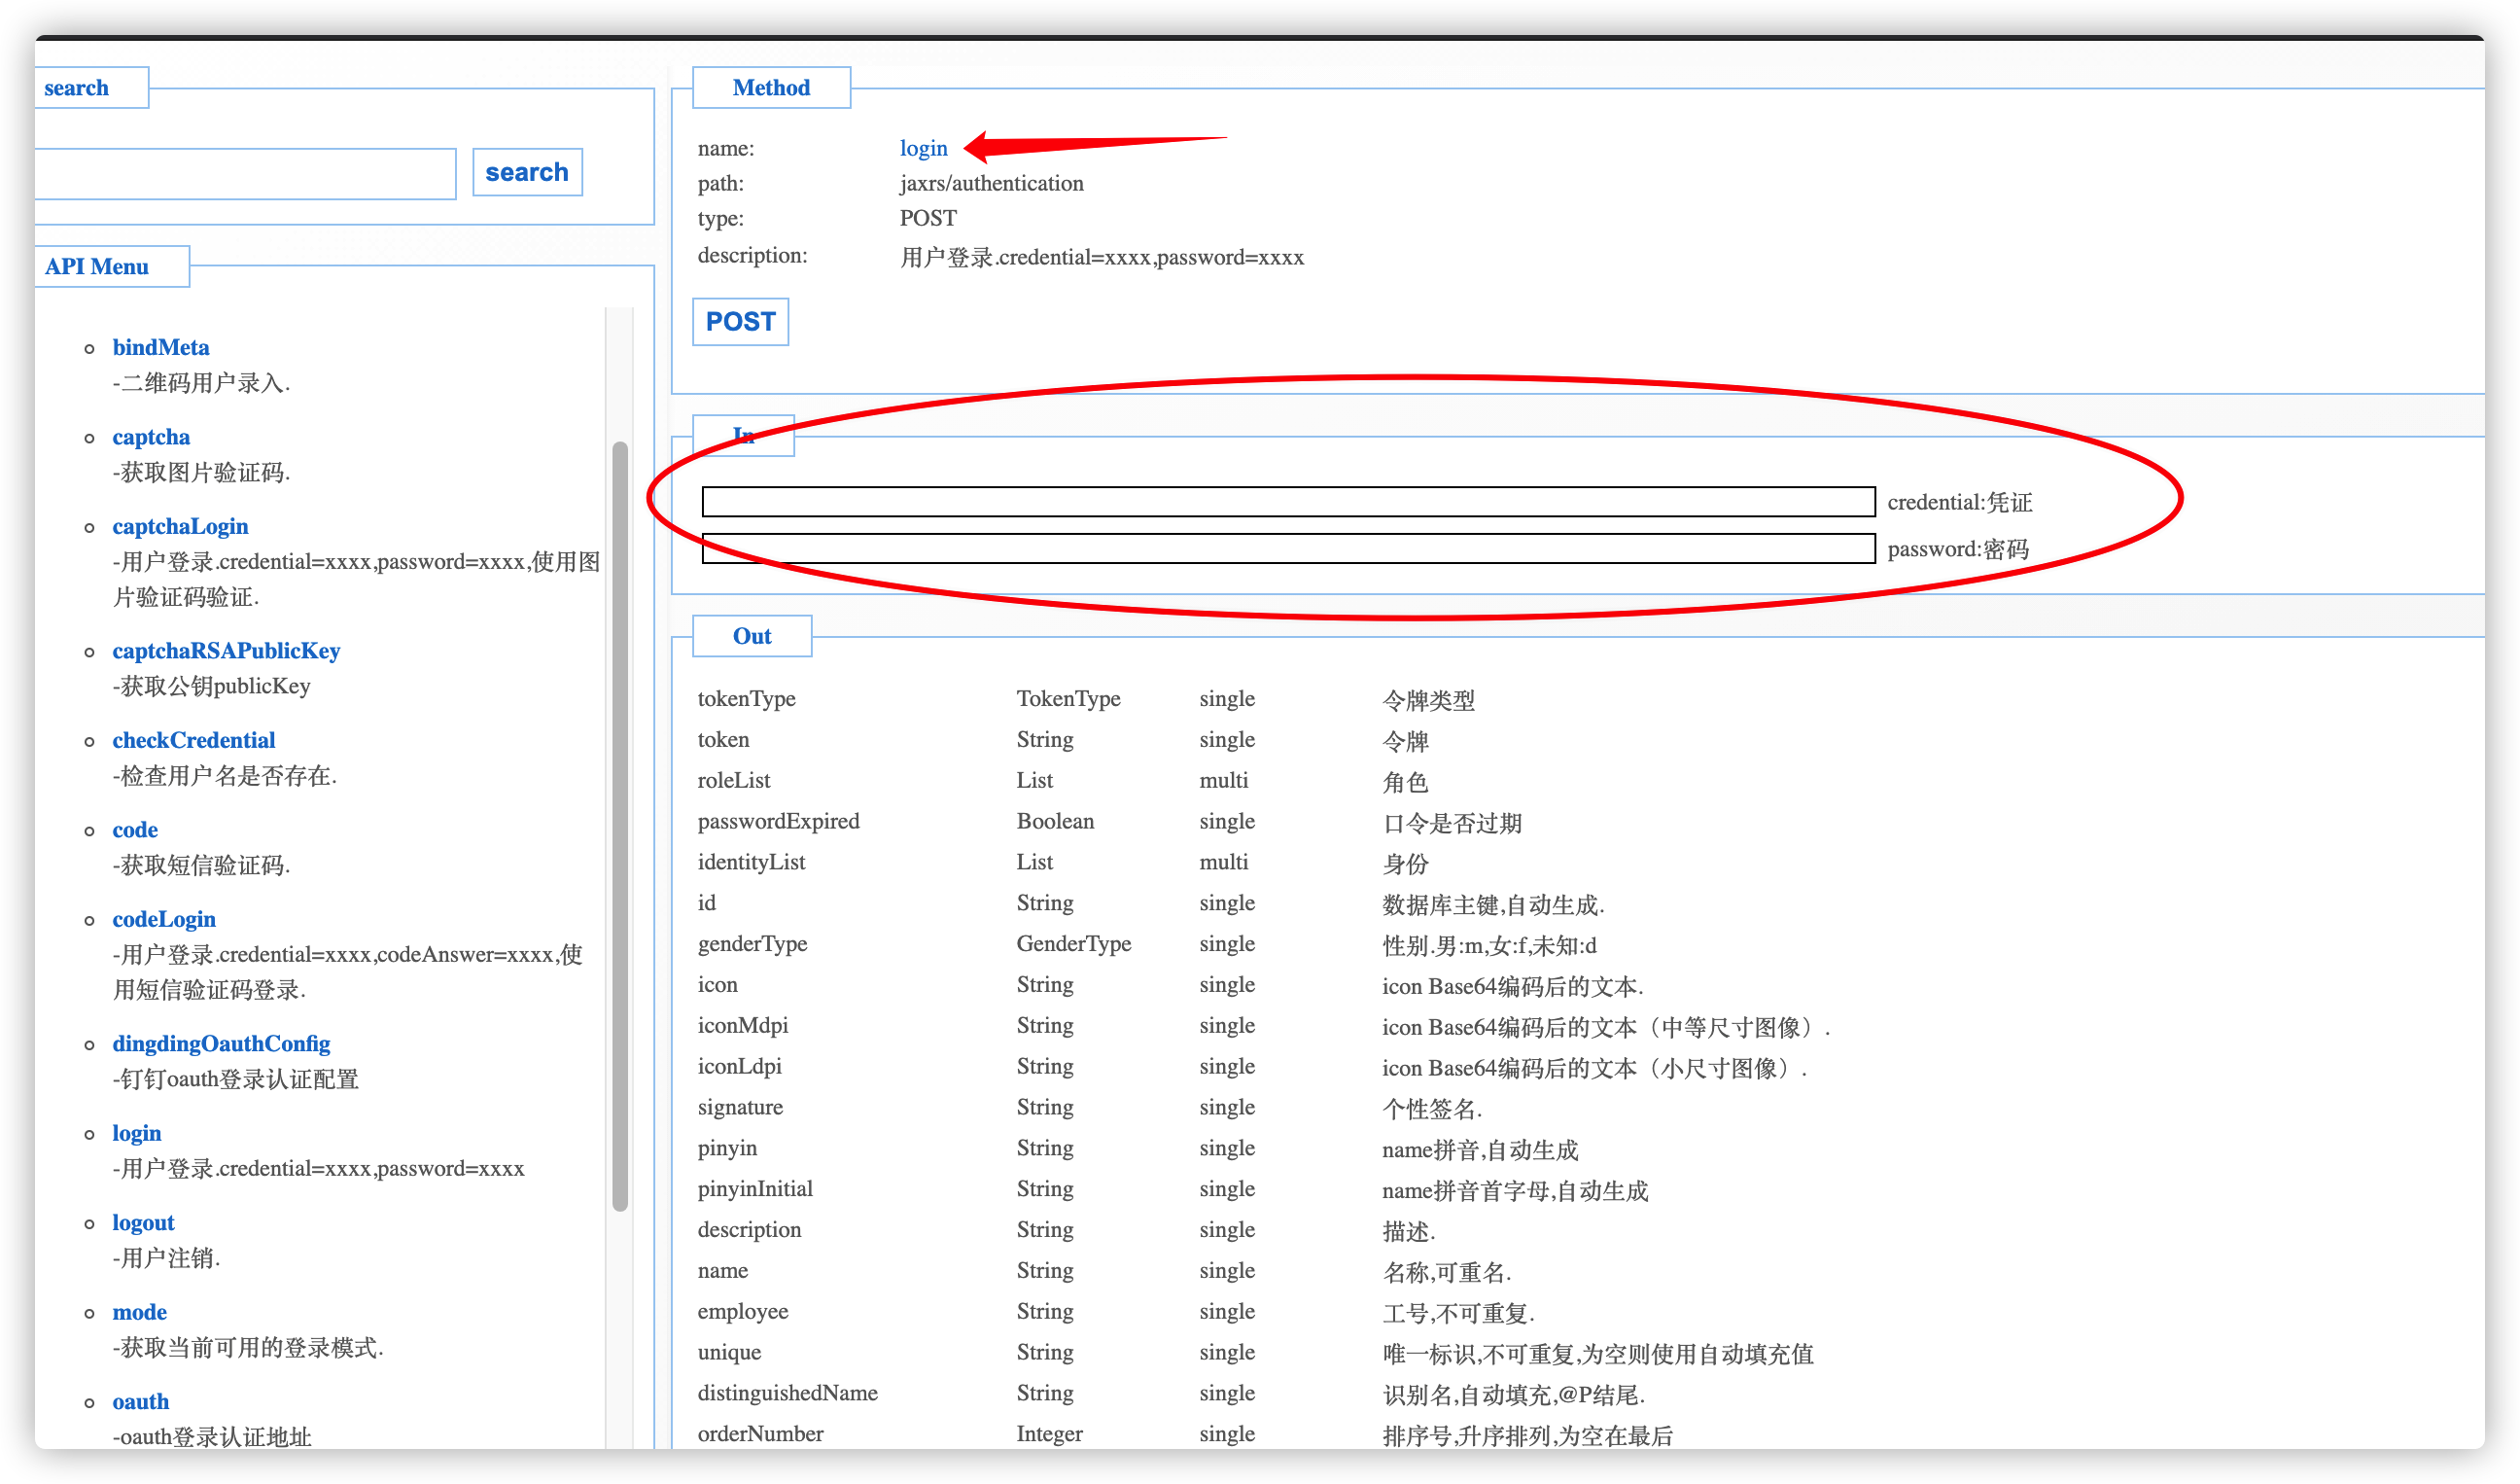 search
search
API Menu
bindMeta
-二维码用户录入.
captcha
-获取图片验证码.
captchaLogin
-用户登录.credential=xxxx,password=xxxx,使用图
片验证码验证.
captchaRSAPublicKey
-获取公钥publicKey
checkCredential
-检查用户名是否存在.
code
-获取短信验证码.
codeLogin
-用户登录.credential=xxxx,codeAnswer=xxxx,使
用短信验证码登录.
dingdingOauthConfig
-钉钉oauth登录认证配置
login
-用户登录.credential=xxxx,password=xxxx
logout
-用户注销.
mode
-获取当前可用的登录模式.
oauth
-oauth登录认证地址
Method
name: login
path: jaxrs/authentication
type: POST
description: 用户登录.credential=xxxx,password=xxxx
POST
In
credential:凭证
password:密码
Out
tokenType TokenType single 令牌类型
token String single 令牌
roleList List multi 角色
passwordExpired Boolean single 口令是否过期
identityList List multi 身份
id String single 数据库主键,自动生成.
genderType GenderType single 性别.男:m,女:f,未知:d
icon String single icon Base64编码后的文本.
iconMdpi String single icon Base64编码后的文本（中等尺寸图像）.
iconLdpi String single icon Base64编码后的文本（小尺寸图像）.
signature String single 个性签名.
pinyin String single name拼音,自动生成
pinyinInitial String single name拼音首字母,自动生成
description String single 描述.
name String single 名称,可重名.
employee String single 工号,不可重复.
unique String single 唯一标识,不可重复,为空则使用自动填充值
distinguishedName String single 识别名,自动填充,@P结尾.
orderNumber Integer single 排序号,升序排列,为空在最后